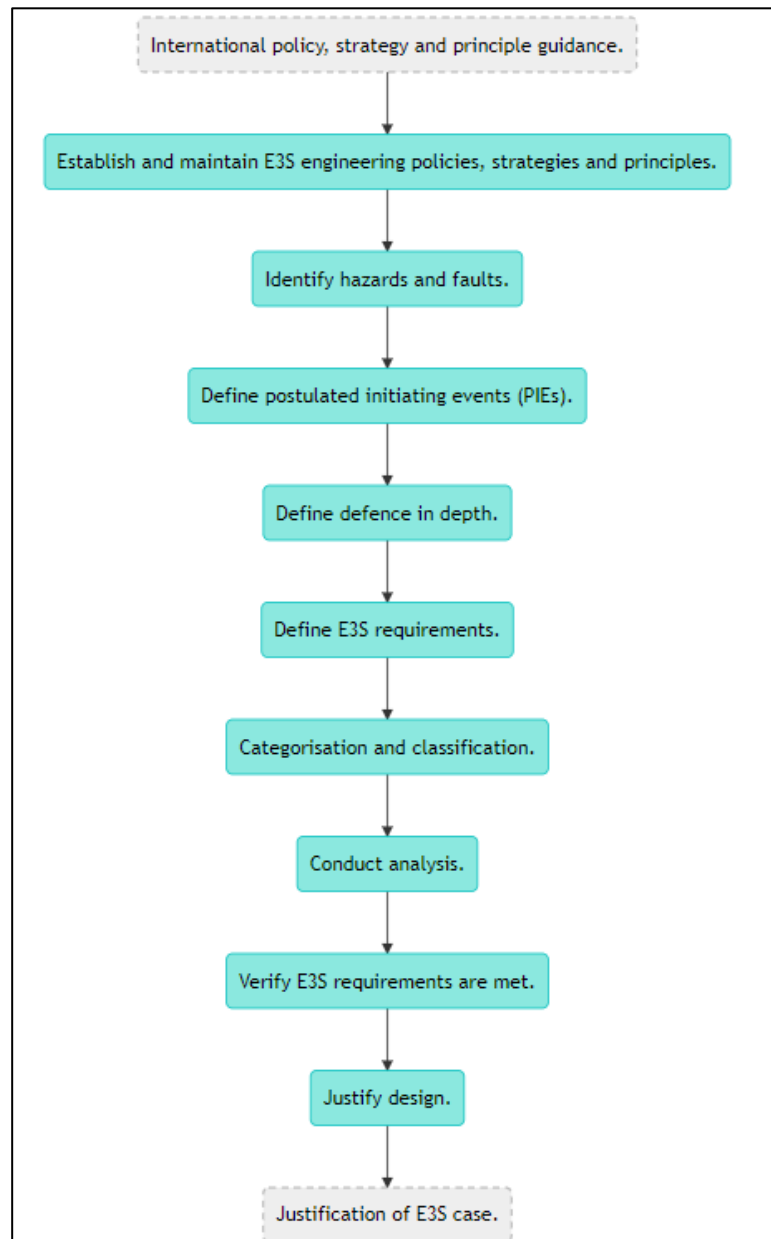 International policy, strategy and principle guidance.
Establish and maintain E3S engineering policies, strategies and principles.
Identify hazards and faults.
Define postulated initiating events (PIEs).
Define defence in depth.
Define E3S requirements.
Categorisation and classification.
Conduct analysis.
Verify E3S requirements are met.
Justify design.
Justification of E3S case.